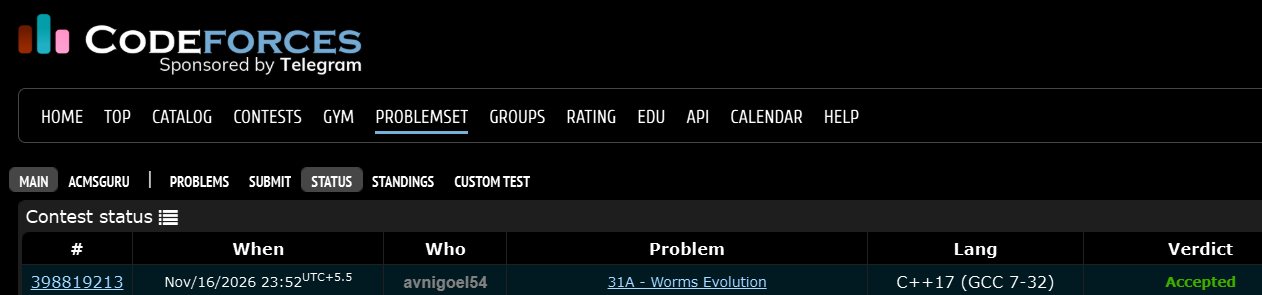 CODEFORCES
Sponsored by Telegram
HOME TOP CATALOG CONTESTS GYM PROBLEMSET GROUPS RATING EDU API CALENDAR HELP
MAIN ACMSGURU | PROBLEMS SUBMIT STATUS STANDINGS CUSTOM TEST
Contest status
# When Who Problem Lang Verdict
398819213 Nov/16/2026 23:52UTC+5.5 avnigoel54 31A - Worms Evolution C++17 (GCC 7-32) Accepted